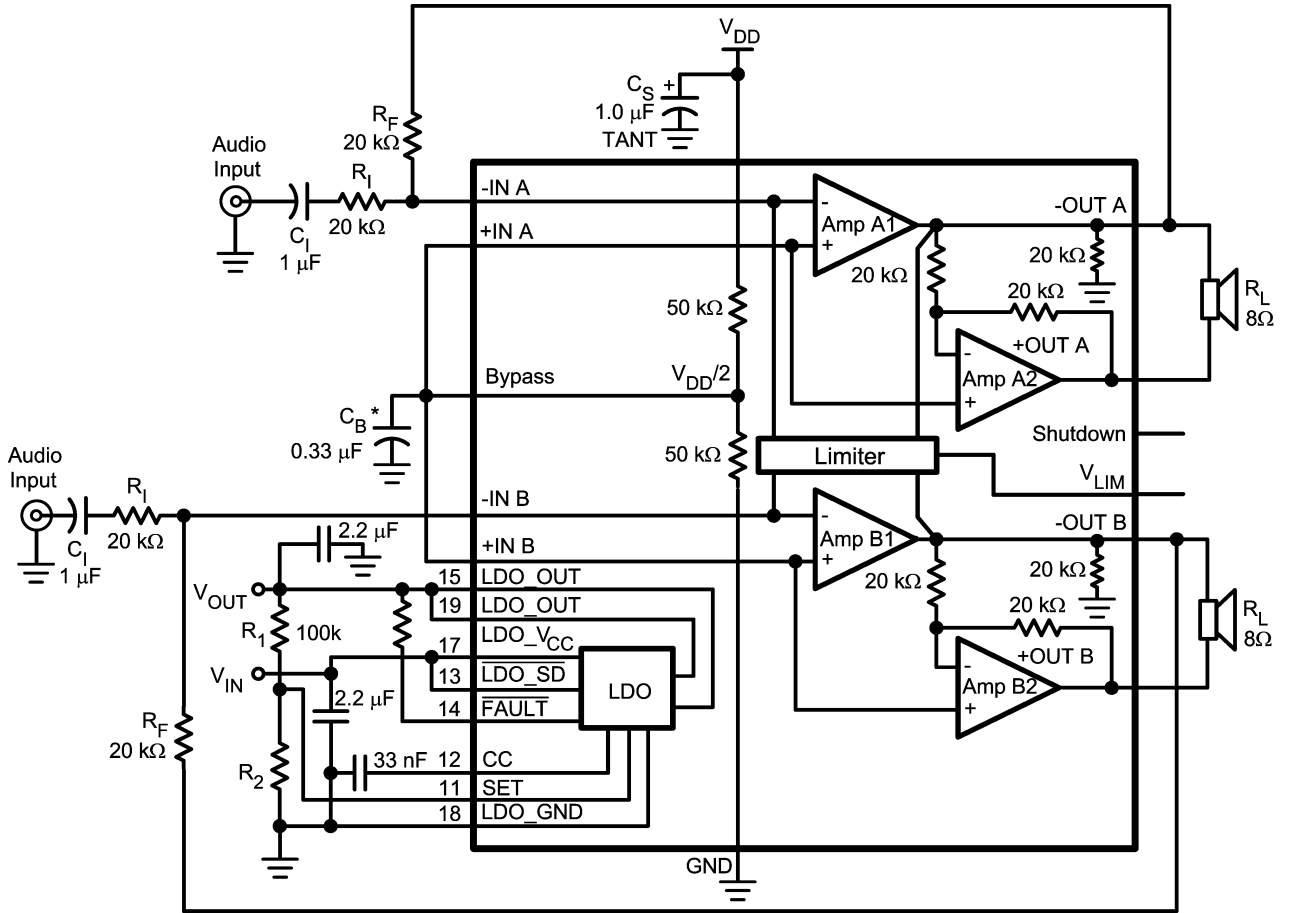 V_DD
C_S +
1.0 µF
TANT
R_F
20 kΩ
Audio
Input
R_I
20 kΩ
C_I
1 µF
-IN A
+IN A
-
Amp A1
+
-OUT A
20 kΩ
20 kΩ
20 kΩ
R_L
8Ω
50 kΩ
+OUT A
-
Amp A2
+
Bypass
V_DD/2
C_B *
0.33 µF
50 kΩ
Limiter
Shutdown
V_LIM
Audio
Input
R_I
20 kΩ
C_I
1 µF
-IN B
+IN B
-
Amp B1
+
-OUT B
20 kΩ
20 kΩ
20 kΩ
R_L
8Ω
+OUT B
-
Amp B2
+
2.2 µF
V_OUT
R_1 100k
V_IN
2.2 µF
R_F
20 kΩ
R_2
33 nF
15 LDO_OUT
19 LDO_OUT
17 LDO_V_CC
13 L̅D̅O̅_̅S̅D̅
14 F̅A̅U̅L̅T̅
12 CC
11 SET
18 LDO_GND
LDO
GND